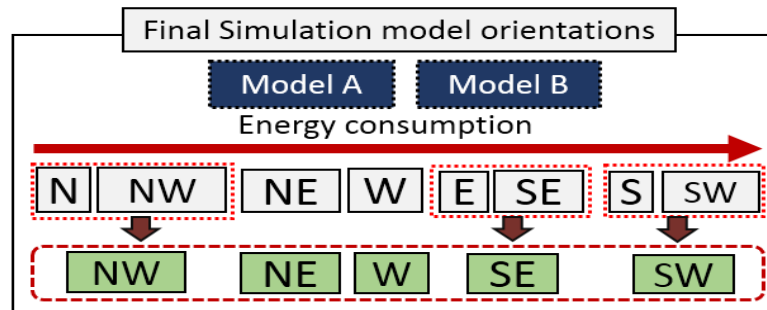 Final Simulation model orientations
Model A Model B
Energy consumption
N NW NE W E SE S SW
NW NE W SE SW